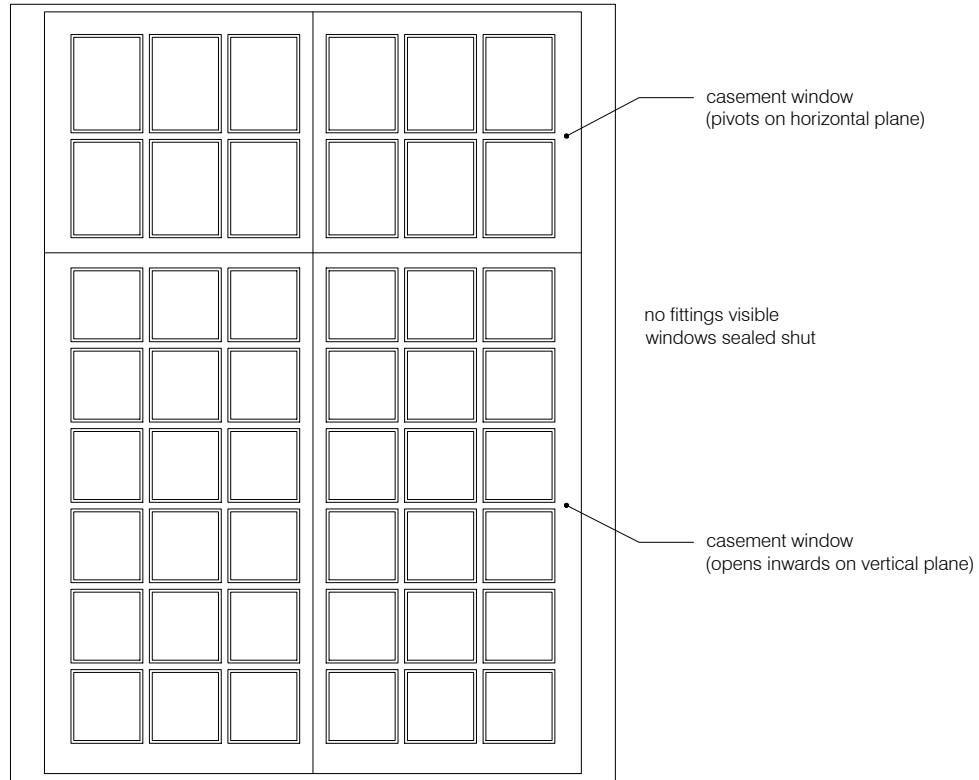 casement window
(pivots on horizontal plane)
no fittings visible
windows sealed shut
casement window
(opens inwards on vertical plane)